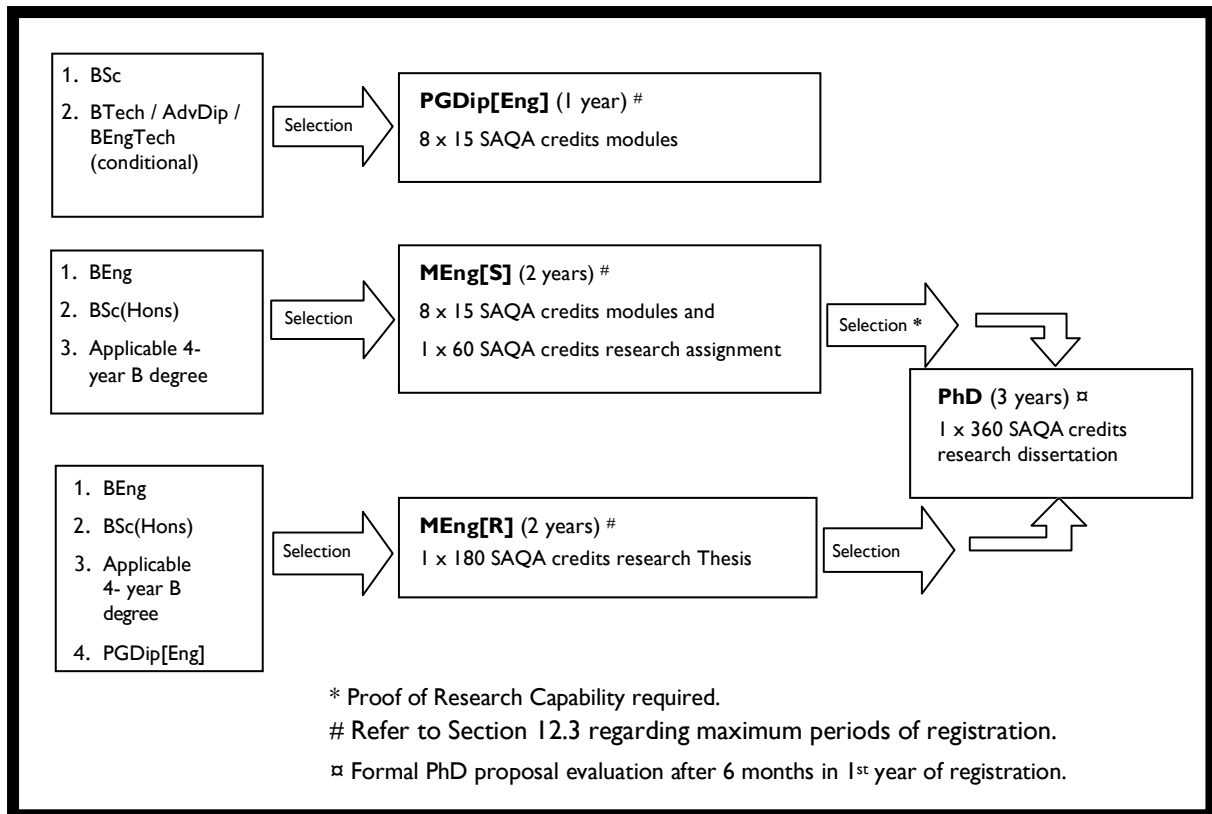 1. BSc
2. BTech / AdvDip /
BEngTech
(conditional)
Selection
PGDip[Eng] (1 year) #
8 x 15 SAQA credits modules
1. BEng
2. BSc(Hons)
3. Applicable 4-
year B degree
Selection
MEng[S] (2 years) #
8 x 15 SAQA credits modules and
1 x 60 SAQA credits research assignment
Selection *
PhD (3 years) ¤
1 x 360 SAQA credits
research dissertation
1. BEng
2. BSc(Hons)
3. Applicable
4- year B
degree
4. PGDip[Eng]
Selection
MEng[R] (2 years) #
1 x 180 SAQA credits research Thesis
Selection
* Proof of Research Capability required.
# Refer to Section 12.3 regarding maximum periods of registration.
¤ Formal PhD proposal evaluation after 6 months in 1st year of registration.